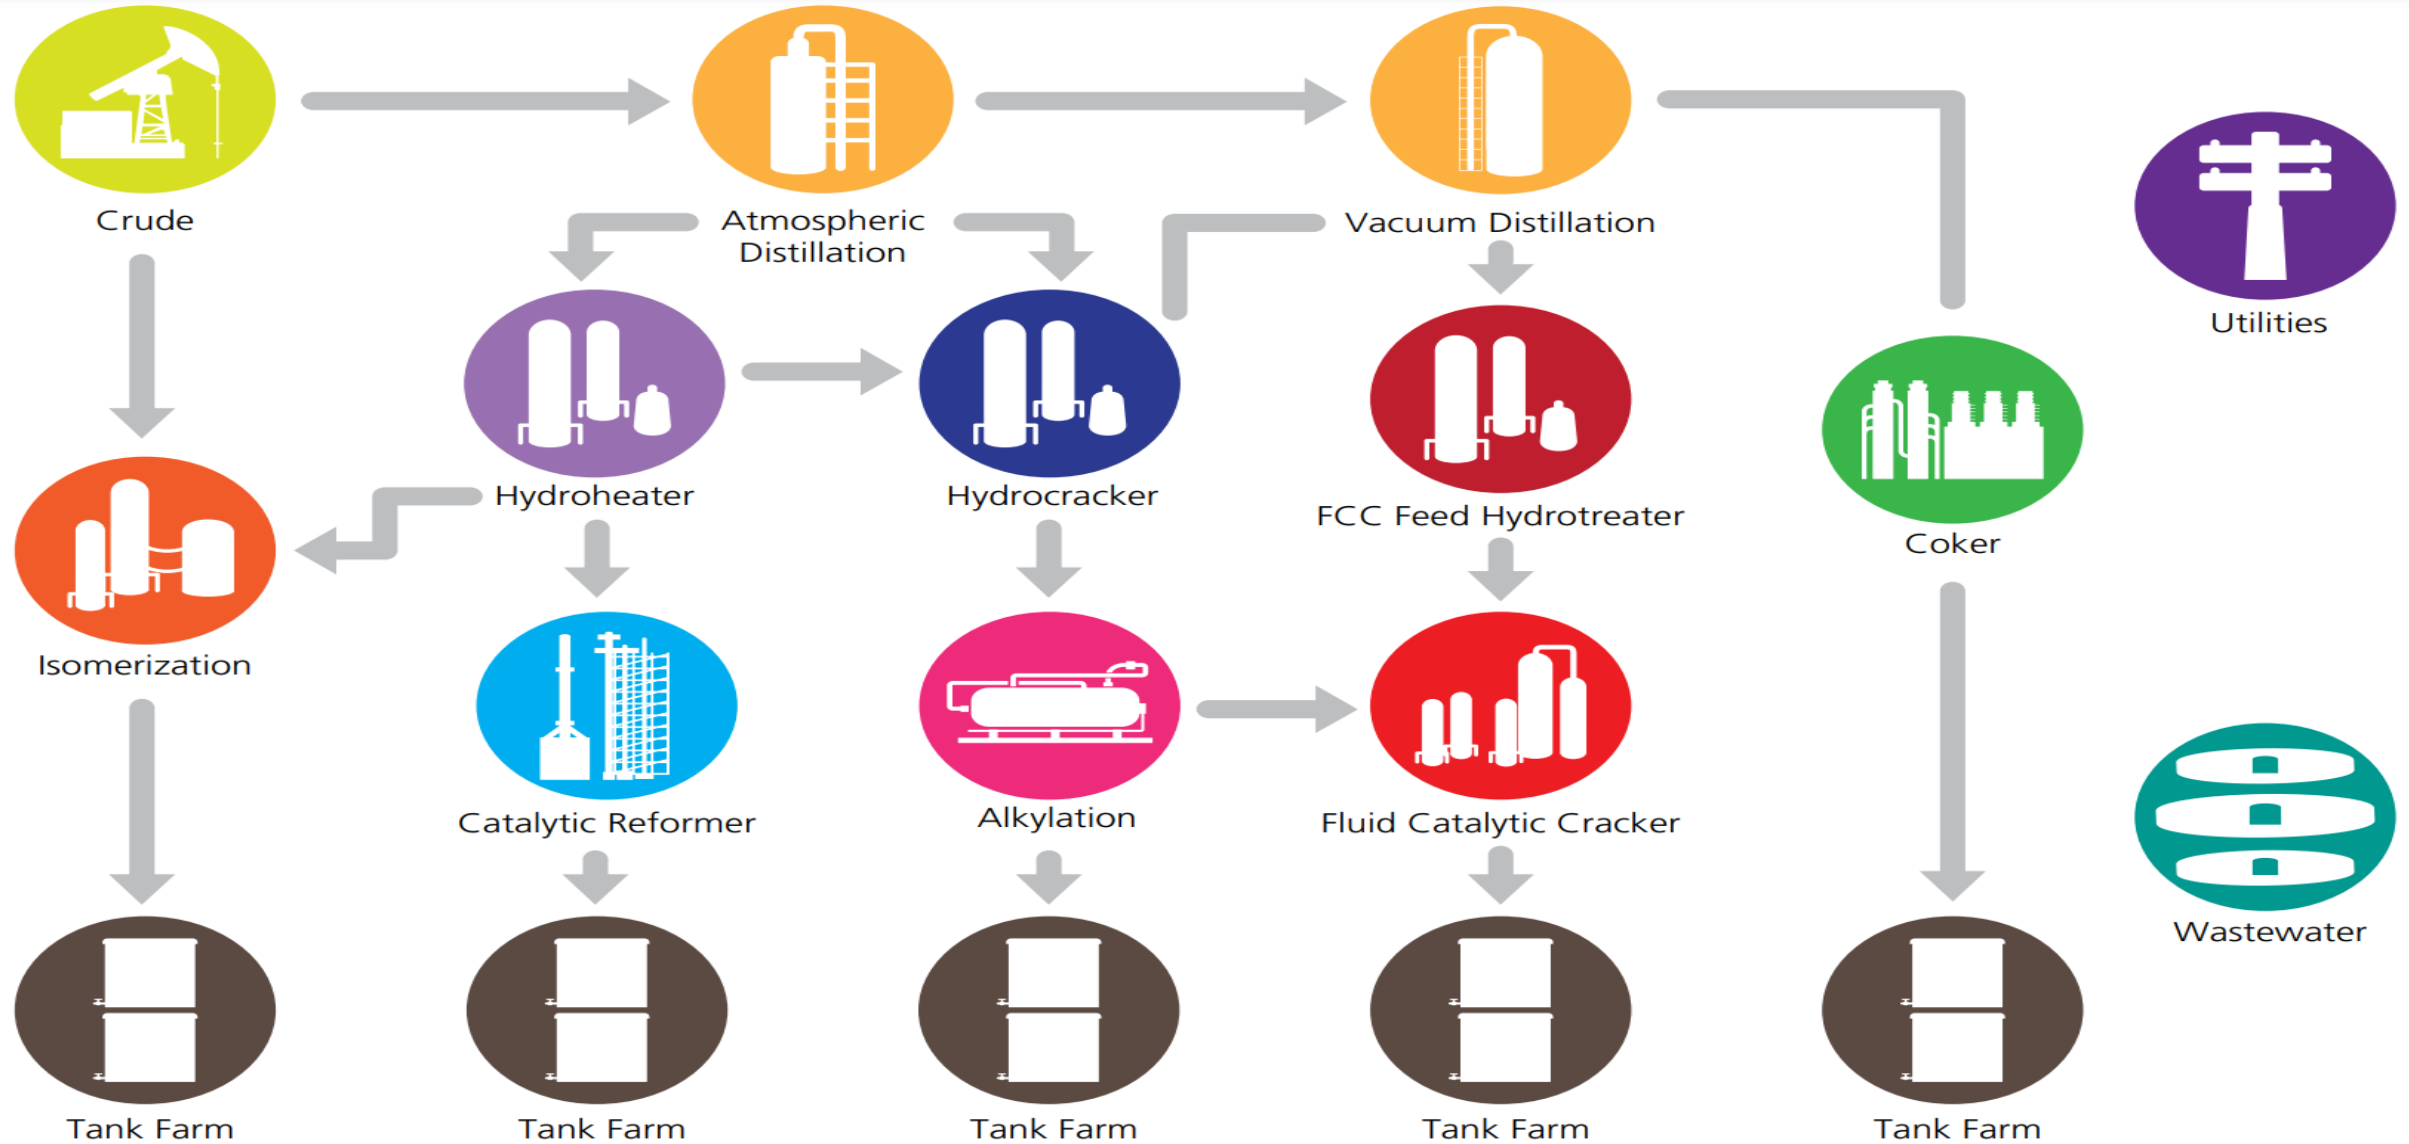 Crude
Atmospheric
Distillation
Vacuum Distillation
Utilities
Hydroheater
Hydrocracker
FCC Feed Hydrotreater
Coker
Isomerization
Catalytic Reformer
Alkylation
Fluid Catalytic Cracker
Wastewater
Tank Farm
Tank Farm
Tank Farm
Tank Farm
Tank Farm